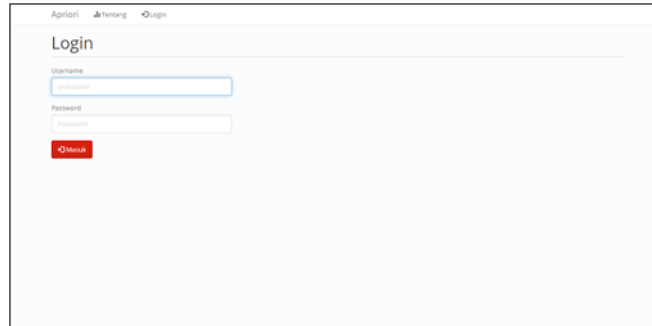 Apriori Tentang Login
Login
Username
Username
Password
Password
Masuk